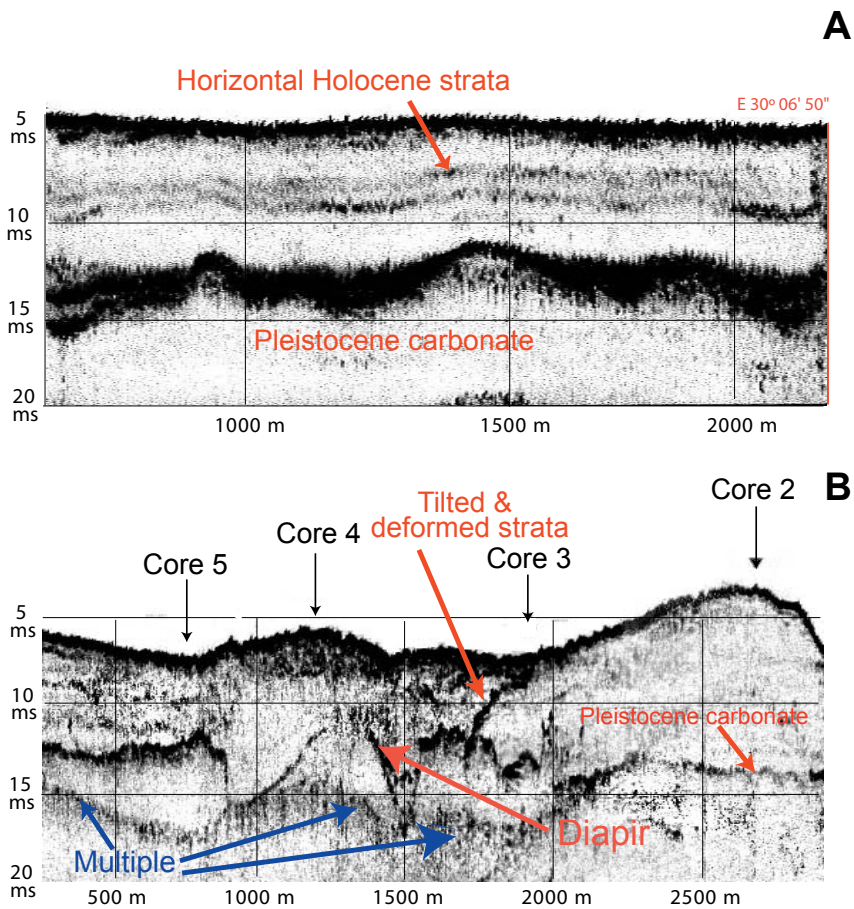 A
Horizontal Holocene strata
E 30º 06' 50"
5
ms
10
ms
15
ms
Pleistocene carbonate
20
ms
1000 m
1500 m
2000 m
B
Core 2
Tilted &
deformed strata
Core 4
Core 3
Core 5
5
ms
10
ms
Pleistocene carbonate
15
ms
Diapir
Multiple
20
ms
500 m
1000 m
1500 m
2000 m
2500 m